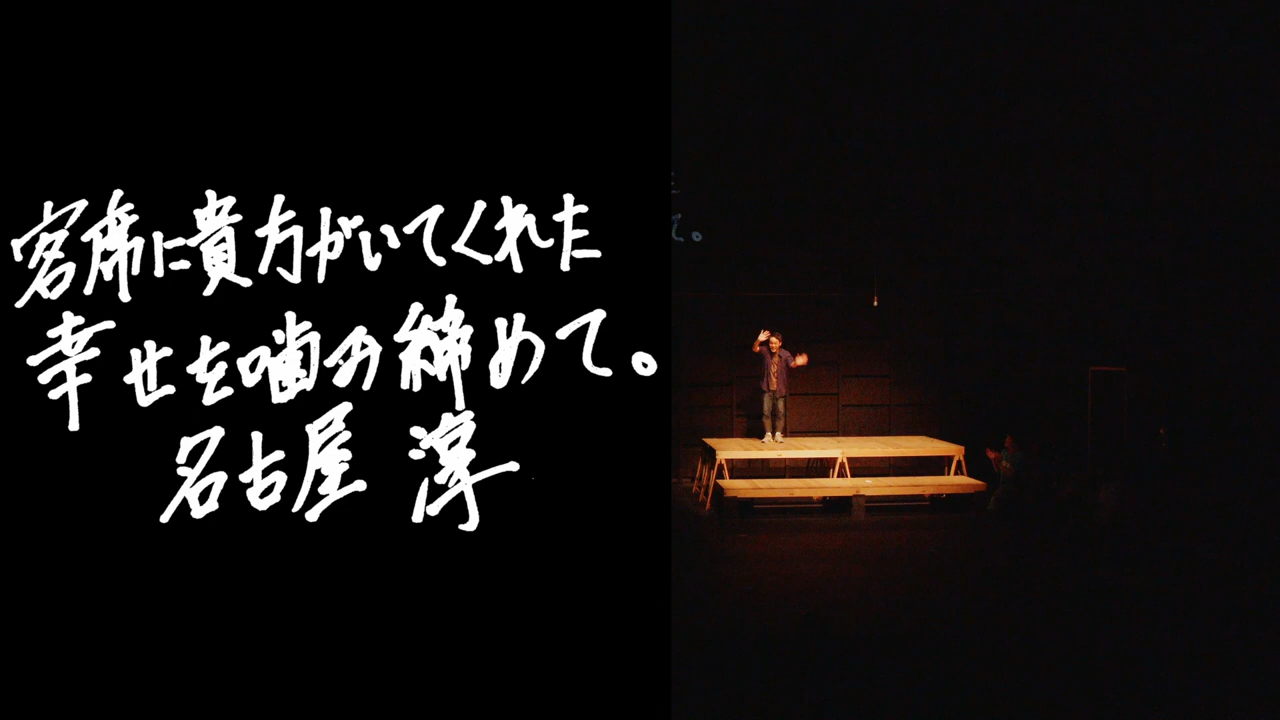 客席に貴方がいてくれた
幸せを噛み締めて。
名古屋 淳
て。